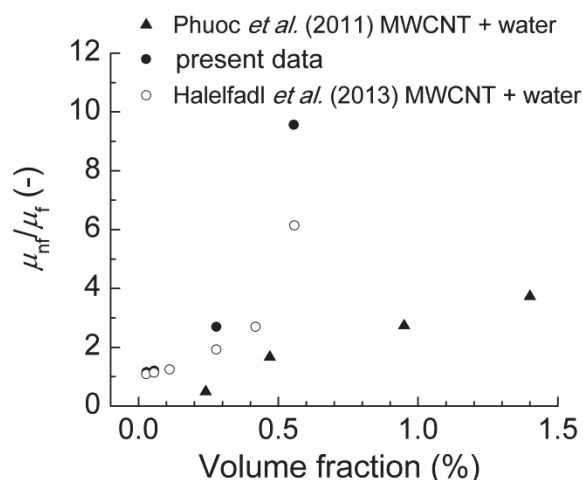 ▲ Phuoc et al. (2011) MWCNT + water
● present data
○ Halelfadl et al. (2013) MWCNT + water
12
10
8
6
4
2
0
μnf/μf (-)
0.0 0.5 1.0 1.5
Volume fraction (%)